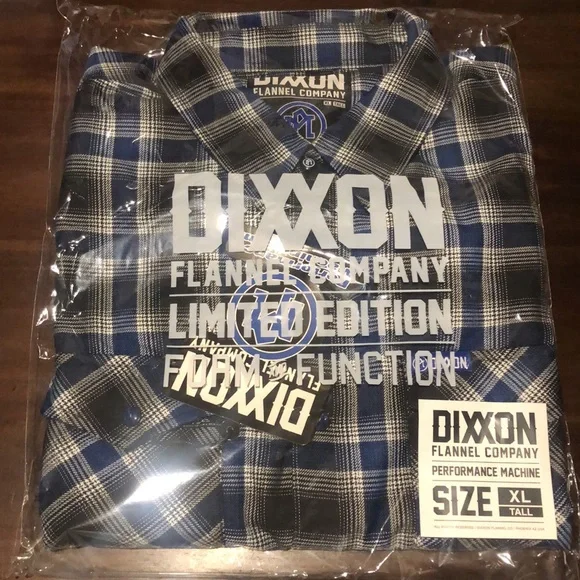 DIXXON
FLANNEL COMPANY
DIXXON
FLANNEL COMPANY
LIMITED EDITION
FORM + FUNCTION
DIXXON
FLANNEL COMPANY
DIXXON
DIXXON
FLANNEL COMPANY
PERFORMANCE MACHINE
SIZE XL
TALL